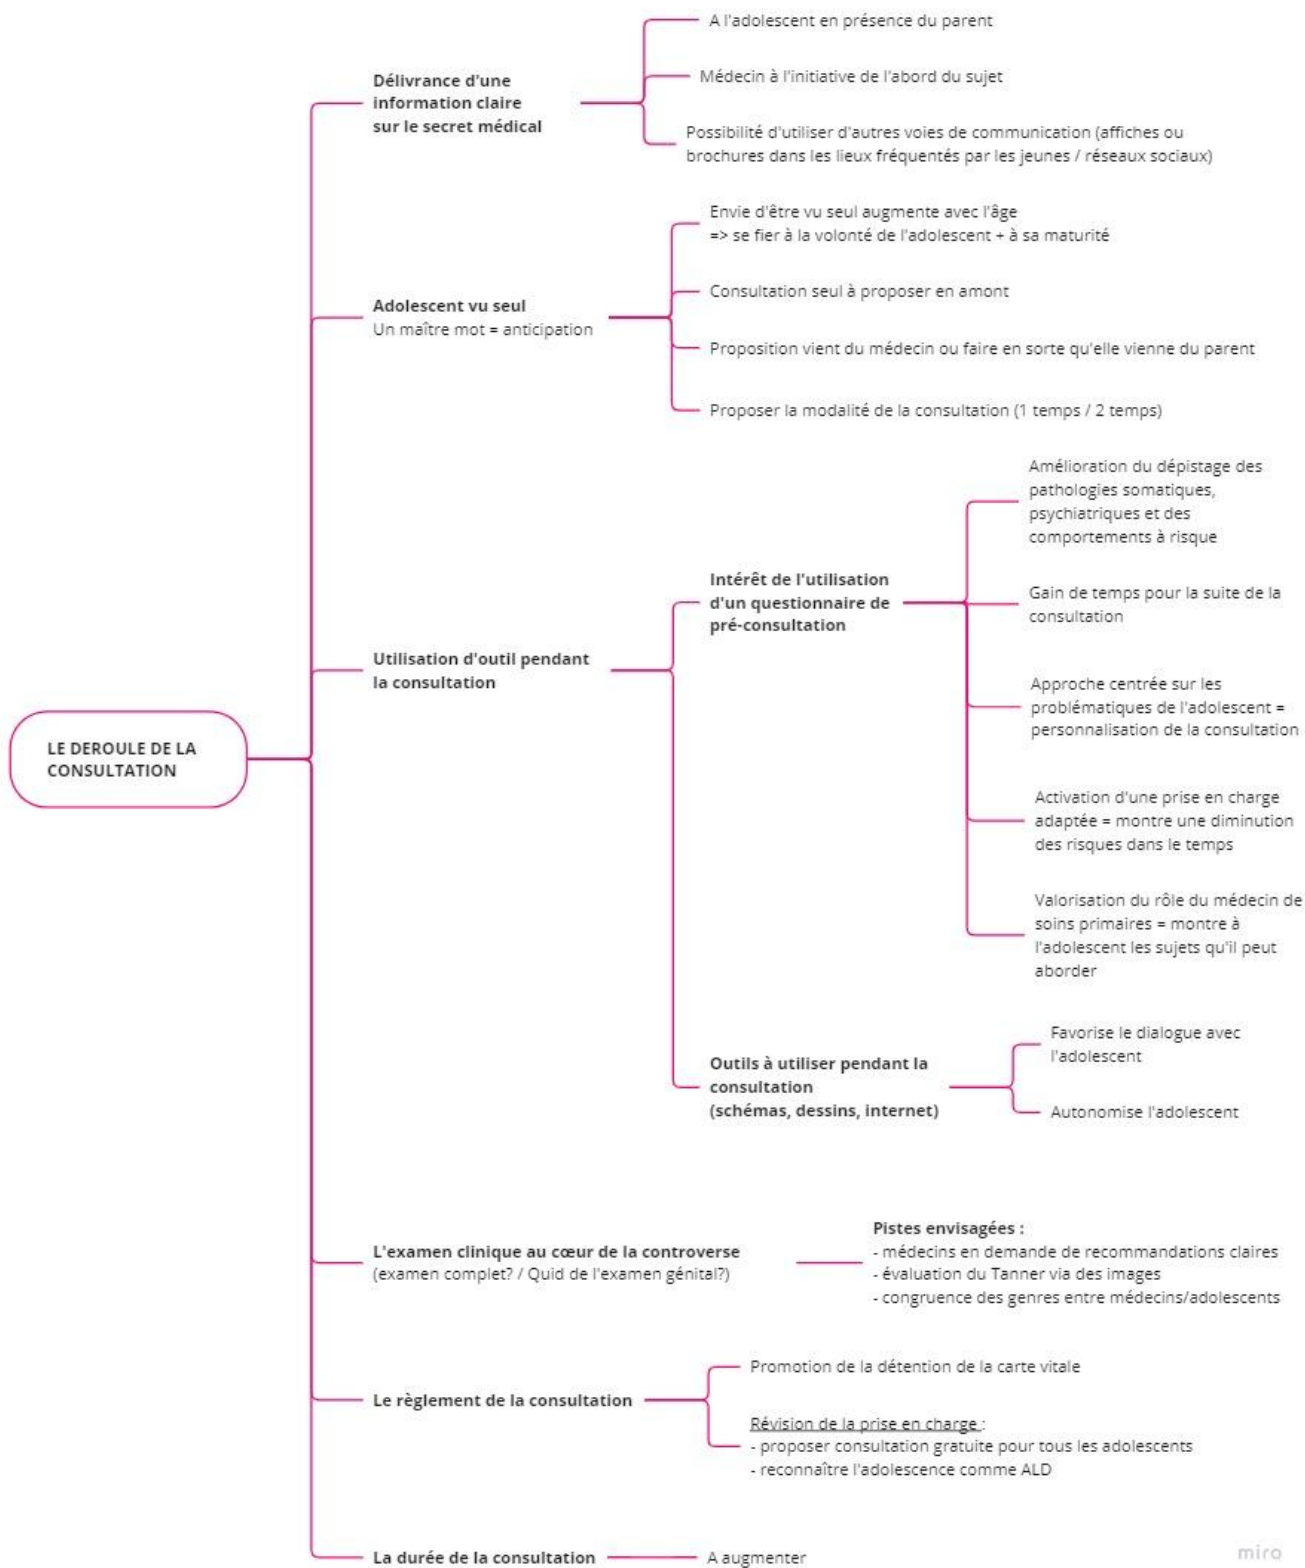 LE DEROULE DE LA
CONSULTATION
Délivrance d'une
information claire
sur le secret médical
A l'adolescent en présence du parent
Médecin à l'initiative de l'abord du sujet
Possibilité d'utiliser d'autres voies de communication (affiches ou
brochures dans les lieux fréquentés par les jeunes / réseaux sociaux)
Adolescent vu seul
Un maître mot = anticipation
Envie d'être vu seul augmente avec l'âge
=> se fier à la volonté de l'adolescent + à sa maturité
Consultation seul à proposer en amont
Proposition vient du médecin ou faire en sorte qu'elle vienne du parent
Proposer la modalité de la consultation (1 temps / 2 temps)
Utilisation d'outil pendant
la consultation
Intérêt de l'utilisation
d'un questionnaire de
pré-consultation
Amélioration du dépistage des
pathologies somatiques,
psychiatriques et des
comportements à risque
Gain de temps pour la suite de la
consultation
Approche centrée sur les
problématiques de l'adolescent =
personnalisation de la consultation
Activation d'une prise en charge
adaptée = montre une diminution
des risques dans le temps
Valorisation du rôle du médecin de
soins primaires = montre à
l'adolescent les sujets qu'il peut
aborder
Outils à utiliser pendant la
consultation
(schémas, dessins, internet)
Favorise le dialogue avec
l'adolescent
Autonomise l'adolescent
L'examen clinique au cœur de la controverse
(examen complet? / Quid de l'examen génital?)
Pistes envisagées :
- médecins en demande de recommandations claires
- évaluation du Tanner via des images
- congruence des genres entre médecins/adolescents
Le règlement de la consultation
Promotion de la détention de la carte vitale
Révision de la prise en charge :
- proposer consultation gratuite pour tous les adolescents
- reconnaître l'adolescence comme ALD
La durée de la consultation
A augmenter
miro